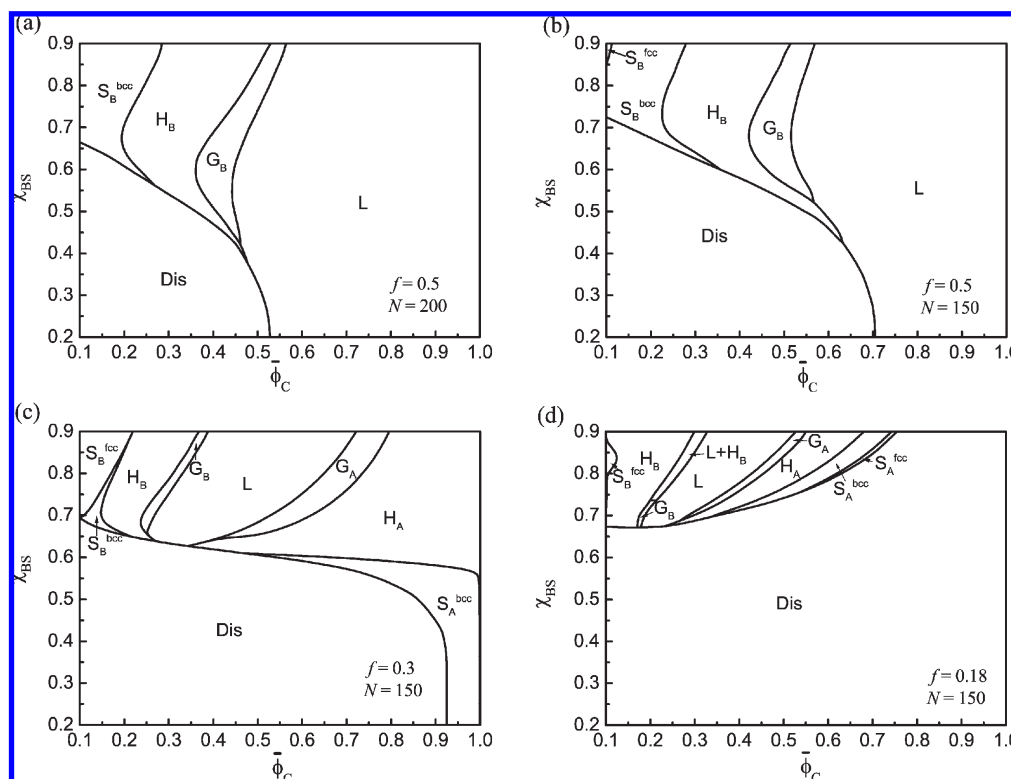 (a)
0.9
0.8
0.7
0.6
0.5
0.4
0.3
0.2
χ_BS
S_B^bcc
H_B
G_B
L
Dis
f = 0.5
N = 200
0.1 0.2 0.3 0.4 0.5 0.6 0.7 0.8 0.9 1.0
ϕ̄_C
(b)
0.9
0.8
0.7
0.6
0.5
0.4
0.3
0.2
χ_BS
S_B^fcc
S_B^bcc
H_B
G_B
L
Dis
f = 0.5
N = 150
0.1 0.2 0.3 0.4 0.5 0.6 0.7 0.8 0.9 1.0
ϕ̄_C
(c)
0.9
0.8
0.7
0.6
0.5
0.4
0.3
0.2
χ_BS
S_B^fcc
H_B
G_B
L
G_A
H_A
S_B^bcc
S_A^bcc
Dis
f = 0.3
N = 150
0.1 0.2 0.3 0.4 0.5 0.6 0.7 0.8 0.9 1.0
ϕ̄_C
(d)
0.9
0.8
0.7
0.6
0.5
0.4
0.3
0.2
χ_BS
S_B^fcc
H_B
L+H_B
G_A
L
H_A
S_A^fcc
S_A^bcc
G_B
Dis
f = 0.18
N = 150
0.1 0.2 0.3 0.4 0.5 0.6 0.7 0.8 0.9 1.0
ϕ̄_C